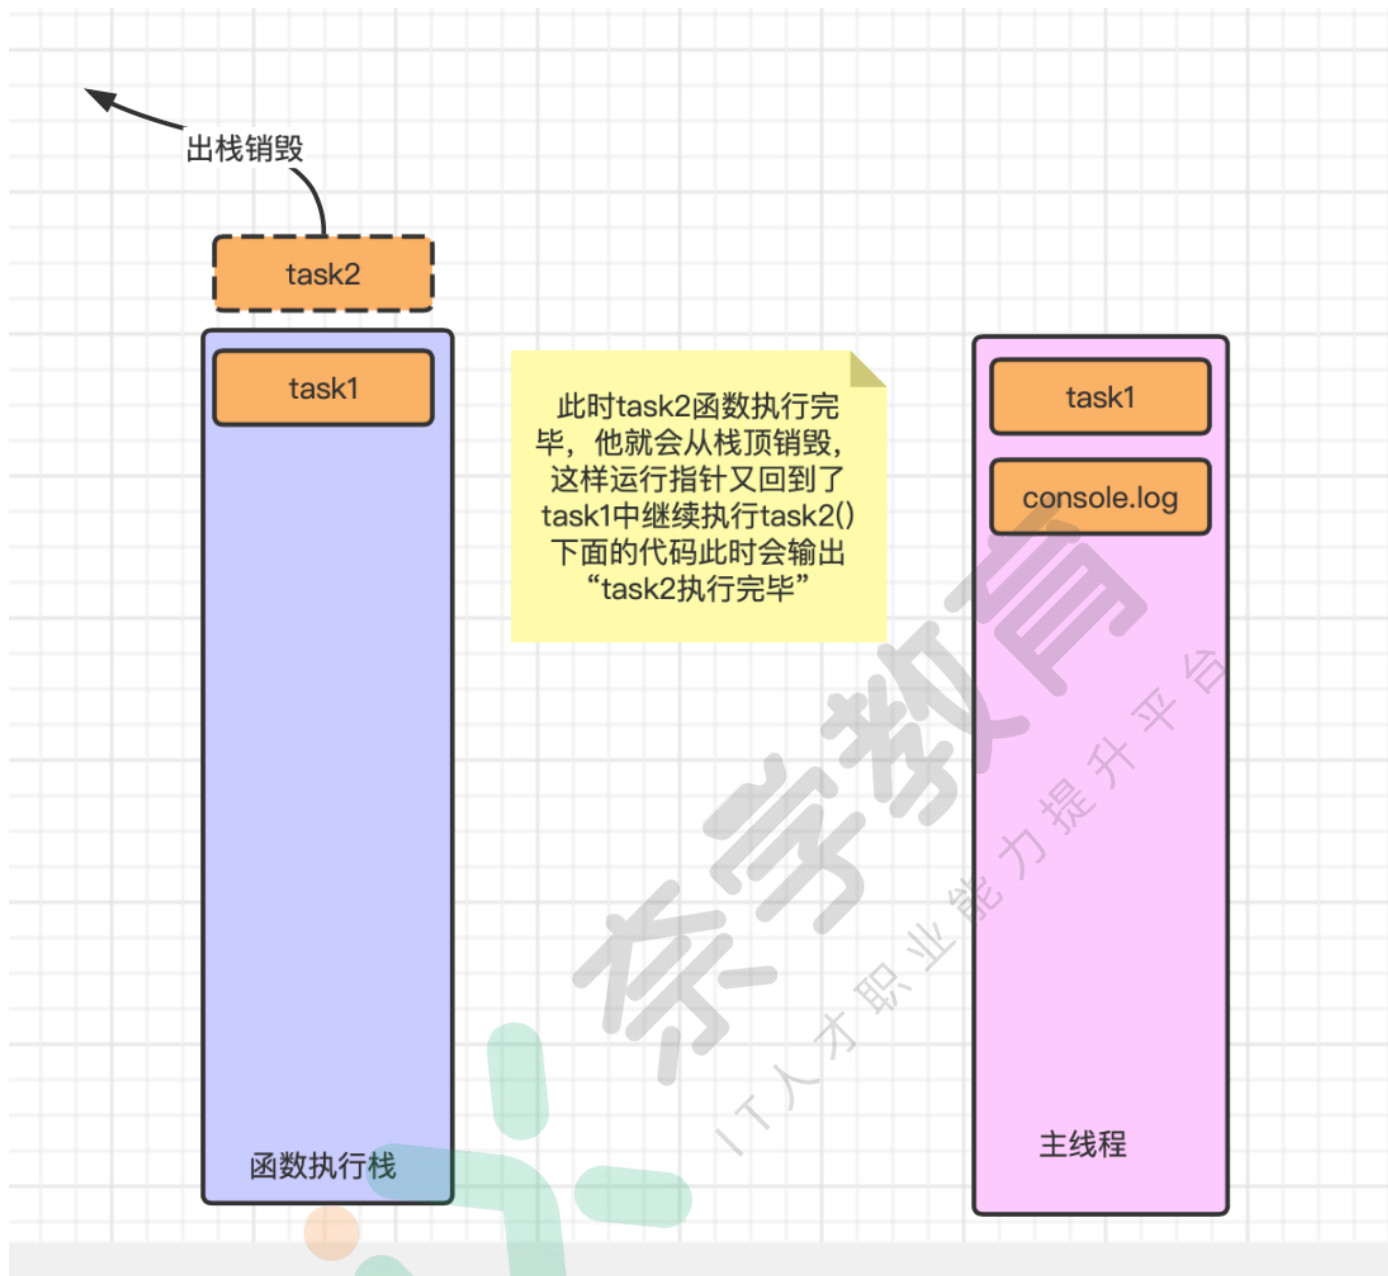 出栈销毁
task2
task1
此时task2函数执行完
毕，他就会从栈顶销毁，
这样运行指针又回到了
task1中继续执行task2()
下面的代码此时会输出
“task2执行完毕”
task1
console.log
函数执行栈
主线程
奈学教育
IT人才职业能力提升平台